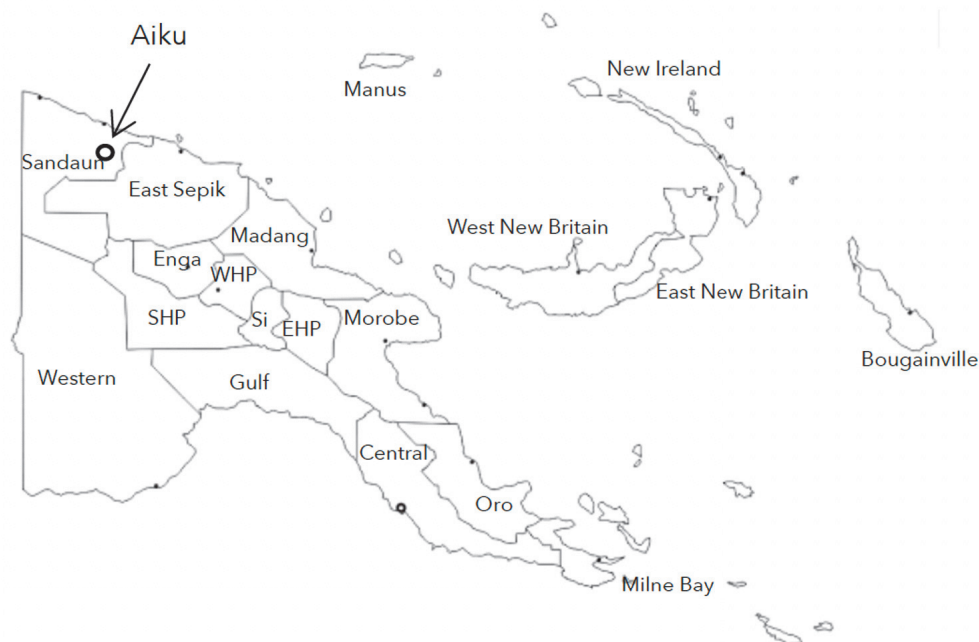 Aiku
Manus
New Ireland
Sandaun
East Sepik
West New Britain
Madang
Enga
WHP
East New Britain
SHP
Si
EHP
Morobe
Bougainville
Western
Gulf
Central
Oro
Milne Bay